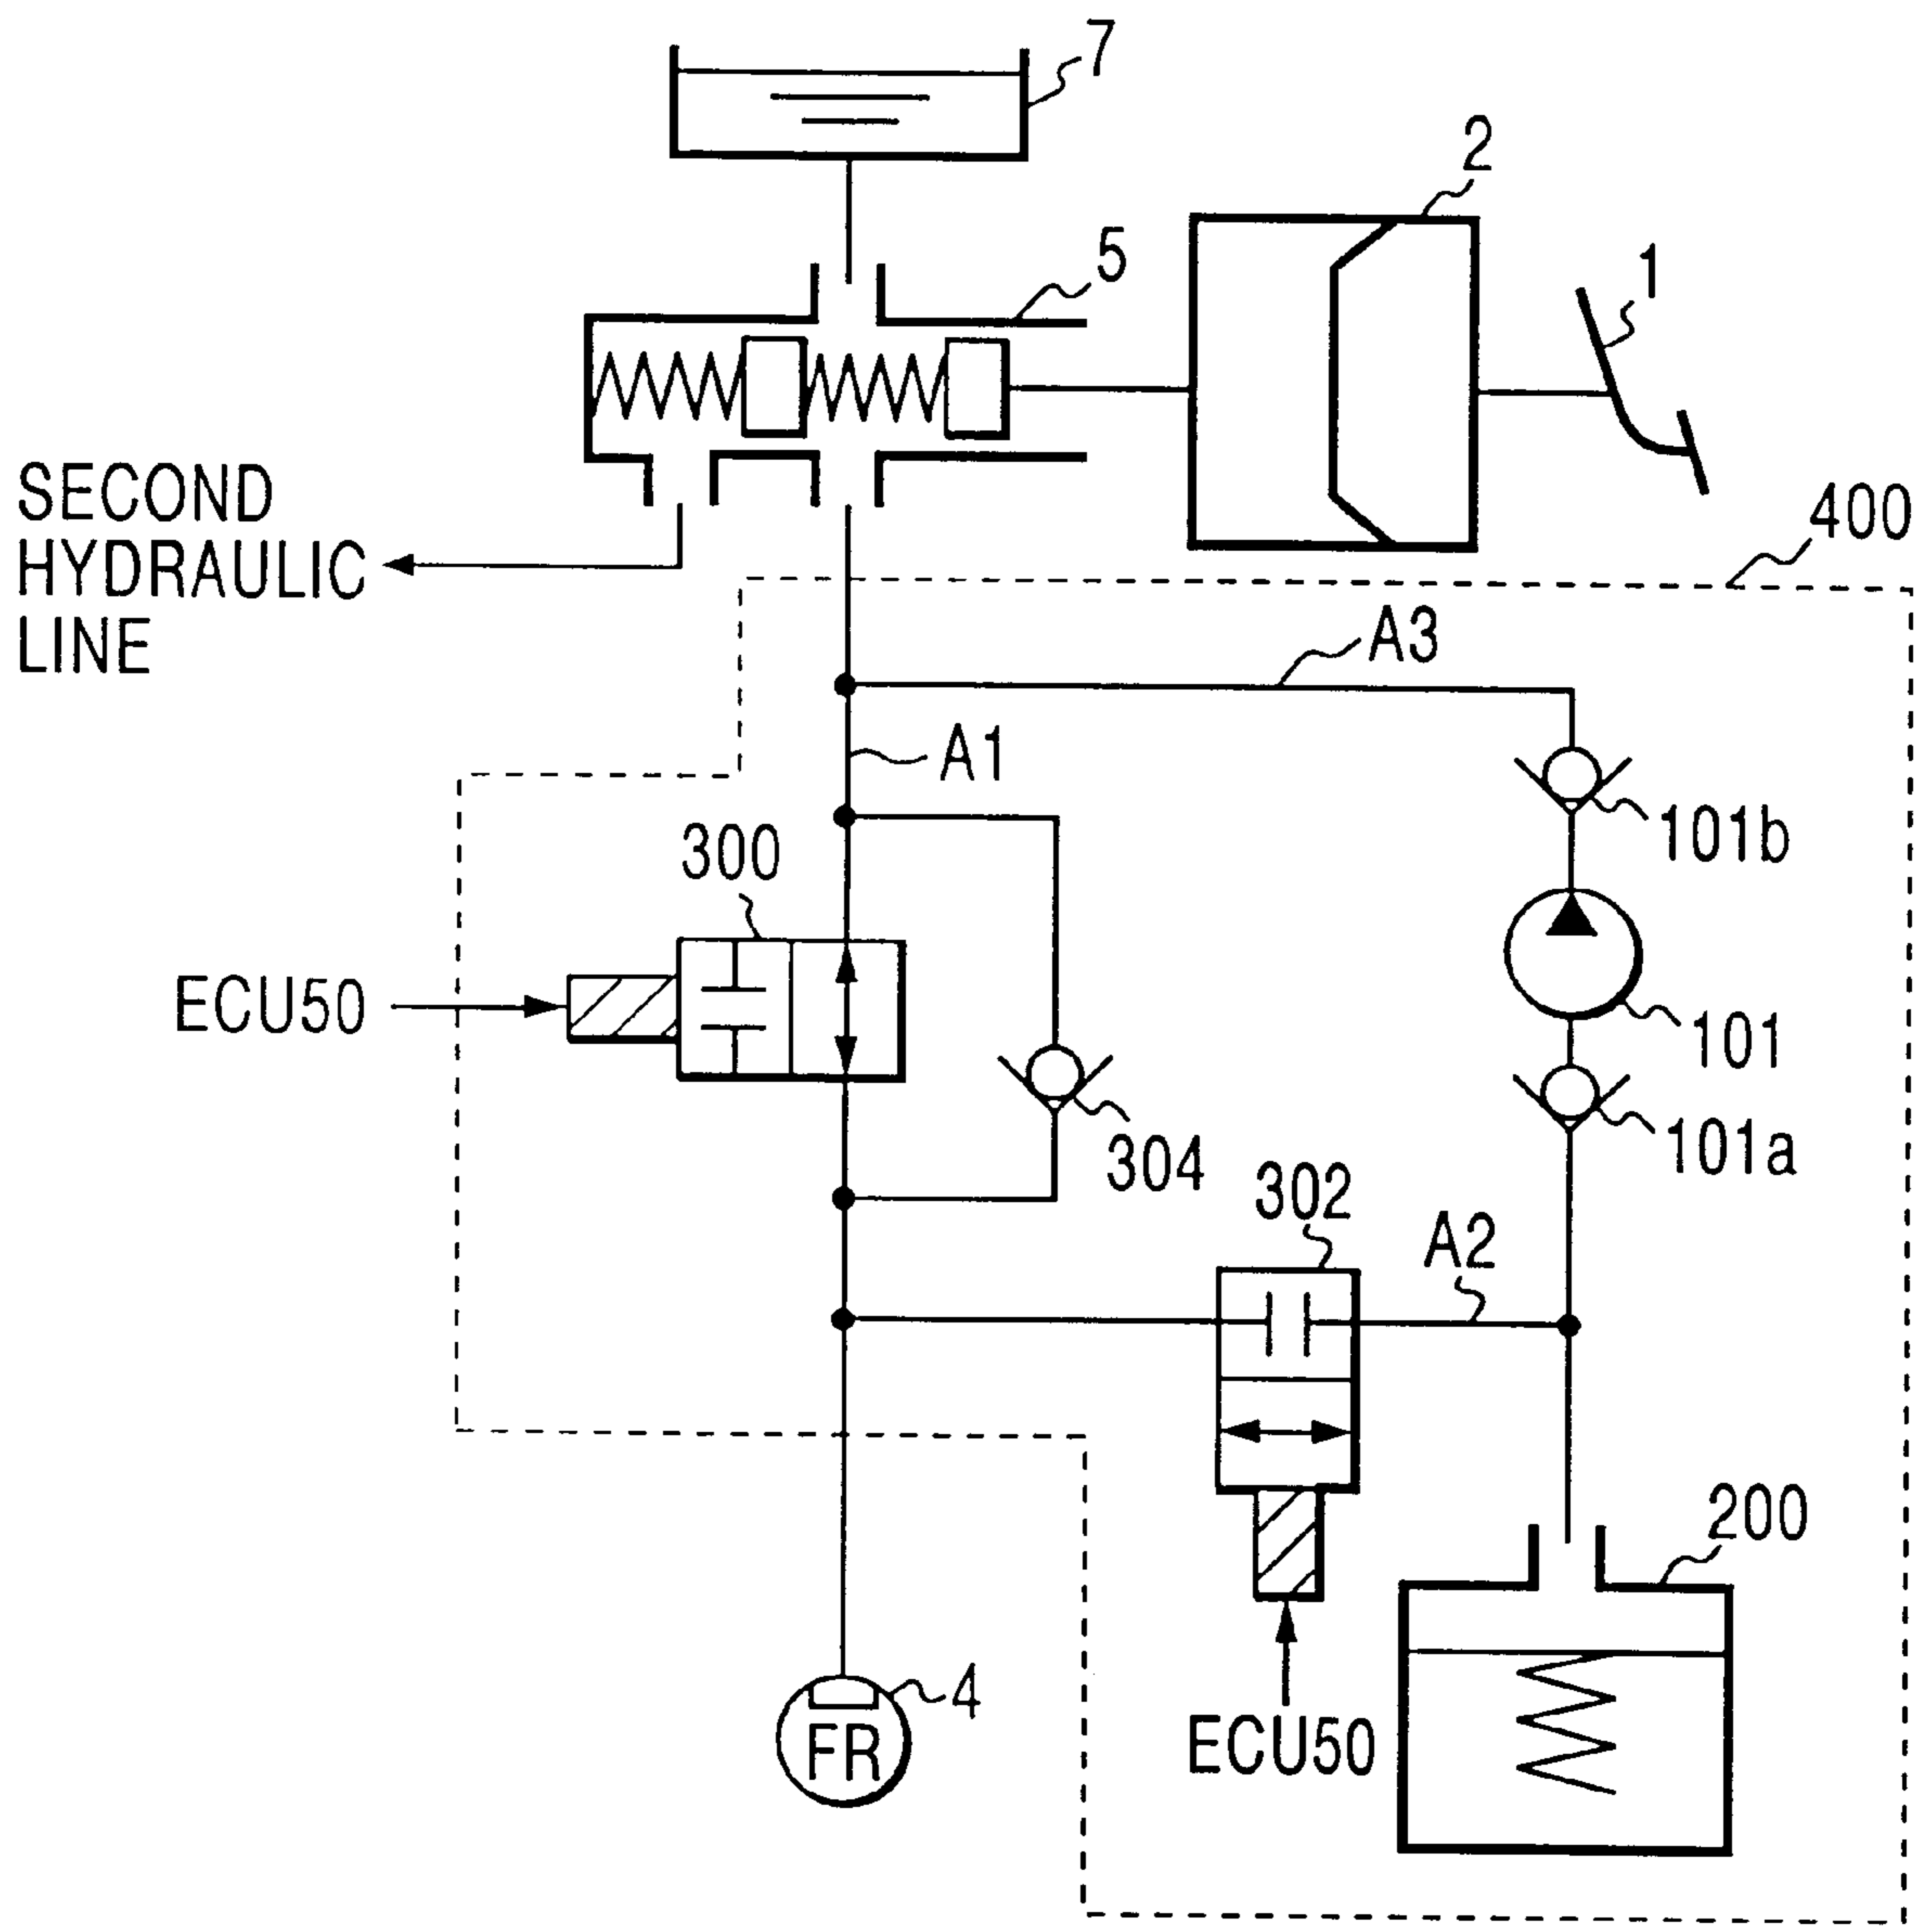 7
2
5
1
SECOND
HYDRAULIC
LINE
400
A3
A1
101b
300
ECU50
101
304
101a
302
A2
200
4
FR
ECU50